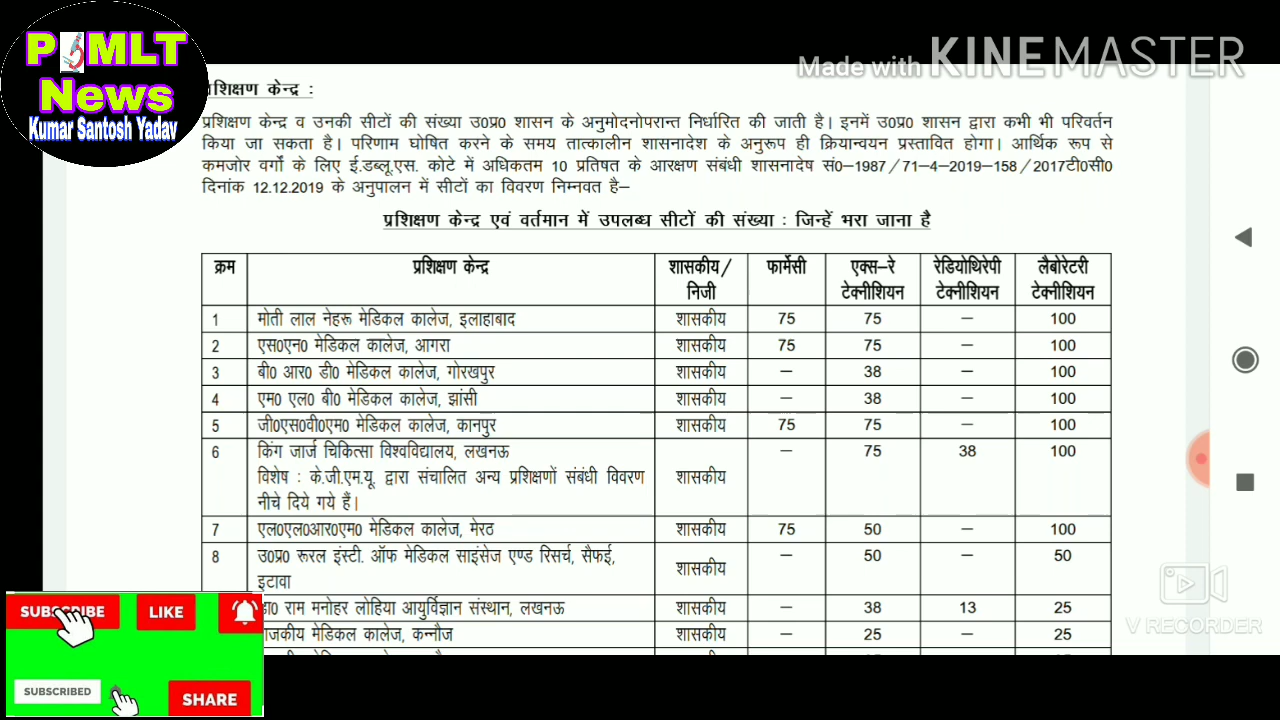 P MLT
News
Kumar Santosh Yadav
Made with KINEMASTER
प्रशिक्षण केन्द्र :
प्रशिक्षण केन्द्र व उनकी सीटों की संख्या उ0प्र0 शासन के अनुमोदनोपरान्त निर्धारित की जाती है। इनमें उ0प्र0 शासन द्वारा कभी भी परिवर्तन
किया जा सकता है। परिणाम घोषित करने के समय तात्कालीन शासनादेश के अनुरूप ही क्रियान्वयन प्रस्तावित होगा। आर्थिक रूप से
कमजोर वर्गों के लिए ई.डब्लू.एस. कोटे में अधिकतम 10 प्रतिषत के आरक्षण संबंधी शासनादेष सं0–1987/71–4–2019–158/2017टी0सी0
दिनांक 12.12.2019 के अनुपालन में सीटों का विवरण निम्नवत है–
प्रशिक्षण केन्द्र एवं वर्तमान में उपलब्ध सीटों की संख्या : जिन्हें भरा जाना है
क्रम प्रशिक्षण केन्द्र शासकीय/ फार्मेसी एक्स–रे रेडियोथिरेपी लैबोरेटरी
निजी टेक्नीशियन टेक्नीशियन टेक्नीशियन
1 मोती लाल नेहरू मेडिकल कालेज, इलाहाबाद शासकीय 75 75 – 100
2 एस0एन0 मेडिकल कालेज, आगरा शासकीय 75 75 – 100
3 बी0 आर0 डी0 मेडिकल कालेज, गोरखपुर शासकीय – 38 – 100
4 एम0 एल0 बी0 मेडिकल कालेज, झांसी शासकीय – 38 – 100
5 जी0एस0वी0एम0 मेडिकल कालेज, कानपुर शासकीय 75 75 – 100
6 किंग जार्ज चिकित्सा विश्वविद्यालय, लखनऊ – 75 38 100
विशेष : के.जी.एम.यू. द्वारा संचालित अन्य प्रशिक्षणों संबंधी विवरण शासकीय
नीचे दिये गये हैं।
7 एल0एल0आर0एम0 मेडिकल कालेज, मेरठ शासकीय 75 50 – 100
8 उ0प्र0 रूरल इंस्टी. ऑफ मेडिकल साइंसेज एण्ड रिसर्च, सैफई, शासकीय – 50 – 50
इटावा
डा0 राम मनोहर लोहिया आयुर्विज्ञान संस्थान, लखनऊ शासकीय – 38 13 25
राजकीय मेडिकल कालेज, कन्नौज शासकीय – 25 – 25
V RECORDER
SUBSCRIBE LIKE
SUBSCRIBED SHARE